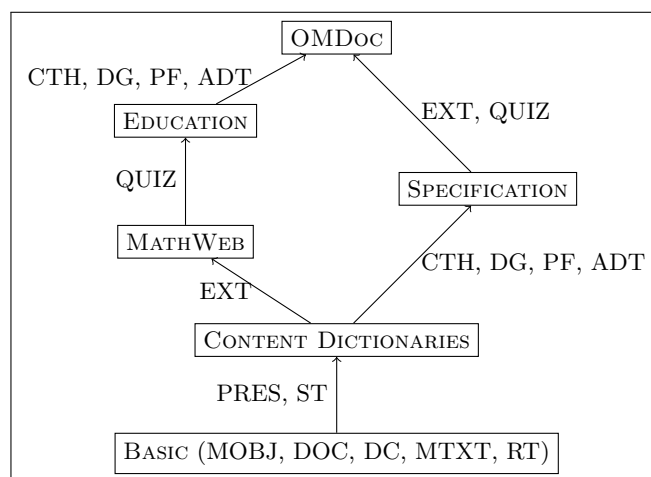 OMDoc
CTH, DG, PF, ADT
EXT, QUIZ
Education
QUIZ
Specification
MathWeb
CTH, DG, PF, ADT
EXT
Content Dictionaries
PRES, ST
Basic (MOBJ, DOC, DC, MTXT, RT)